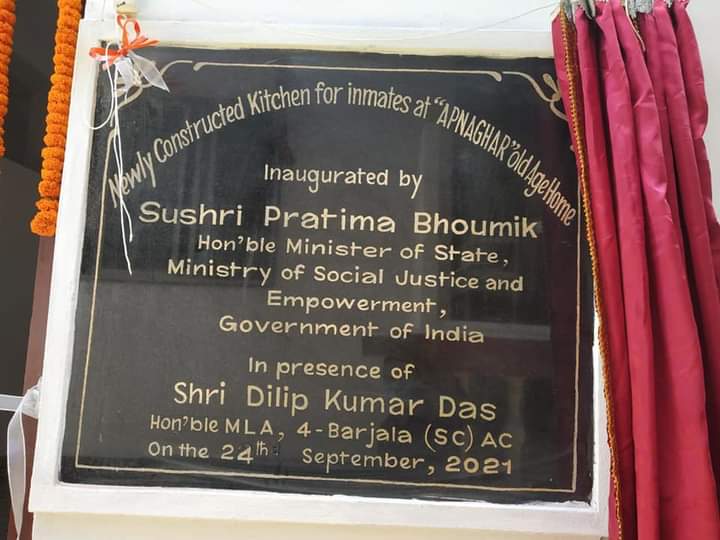 Newly Constructed Kitchen for inmates at "APNAGHAR" old Age Home
Inaugurated by
Sushri Pratima Bhoumik
Hon'ble Minister of State,
Ministry of Social Justice and
Empowerment,
Government of India
In presence of
Shri Dilip Kumar Das
Hon'ble MLA, 4-Barjala (SC) AC
On the 24th September, 2021